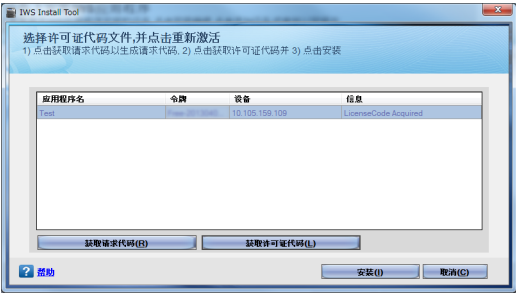 IWS Install Tool
选择许可证代码文件,并点击重新激活
1) 点击获取请求代码以生成请求代码, 2) 点击获取许可证代码并 3) 点击安装
应用程序名 令牌 设备 信息
Test 10.105.159.109 LicenseCode Acquired
获取请求代码(R) 获取许可证代码(L)
? 帮助 安装(I) 取消(C)